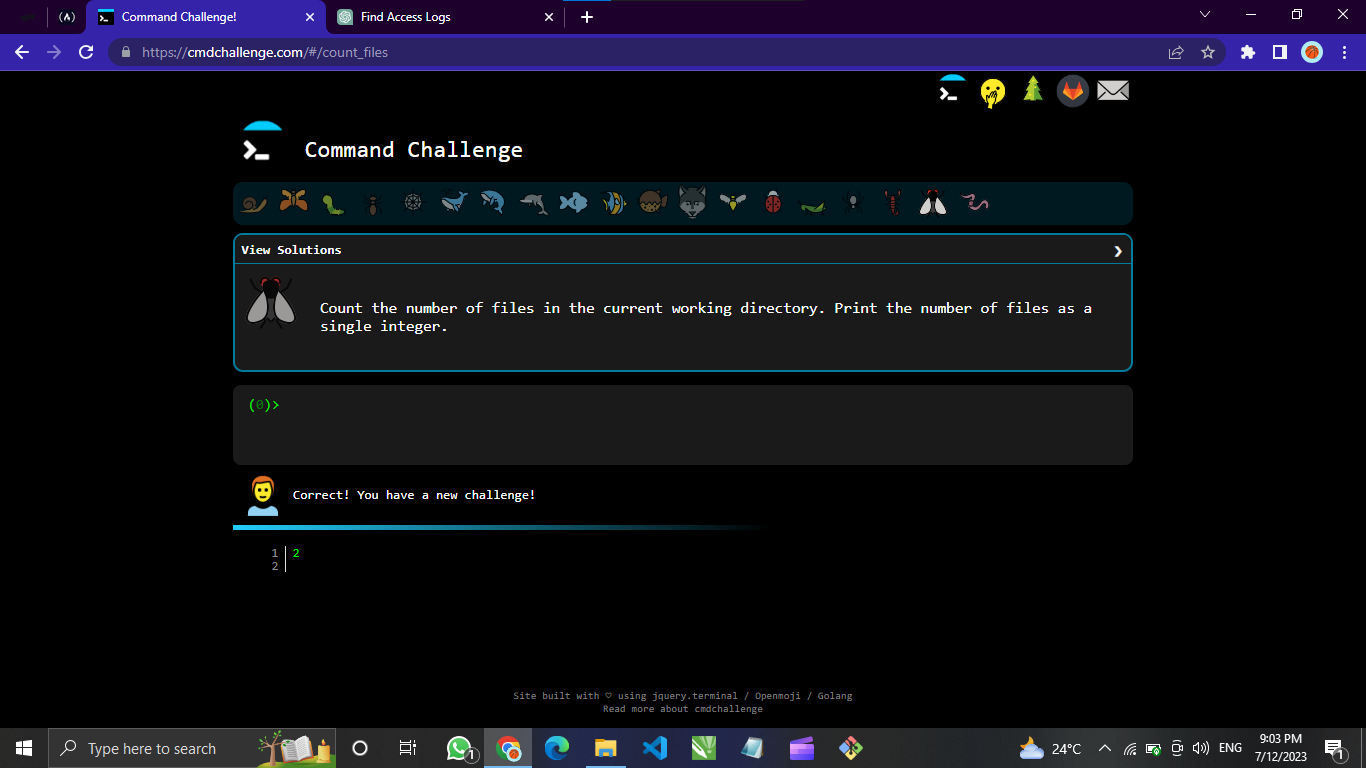 Command Challenge!
Find Access Logs
https://cmdchallenge.com/#/count_files
Command Challenge
View Solutions
Count the number of files in the current working directory. Print the number of files as a
single integer.
(0)>
Correct! You have a new challenge!
1 2
2
Site built with ♡ using jquery.terminal / Openmoji / Golang
Read more about cmdchallenge
Type here to search
1
24°C
ENG
9:03 PM
7/12/2023
1